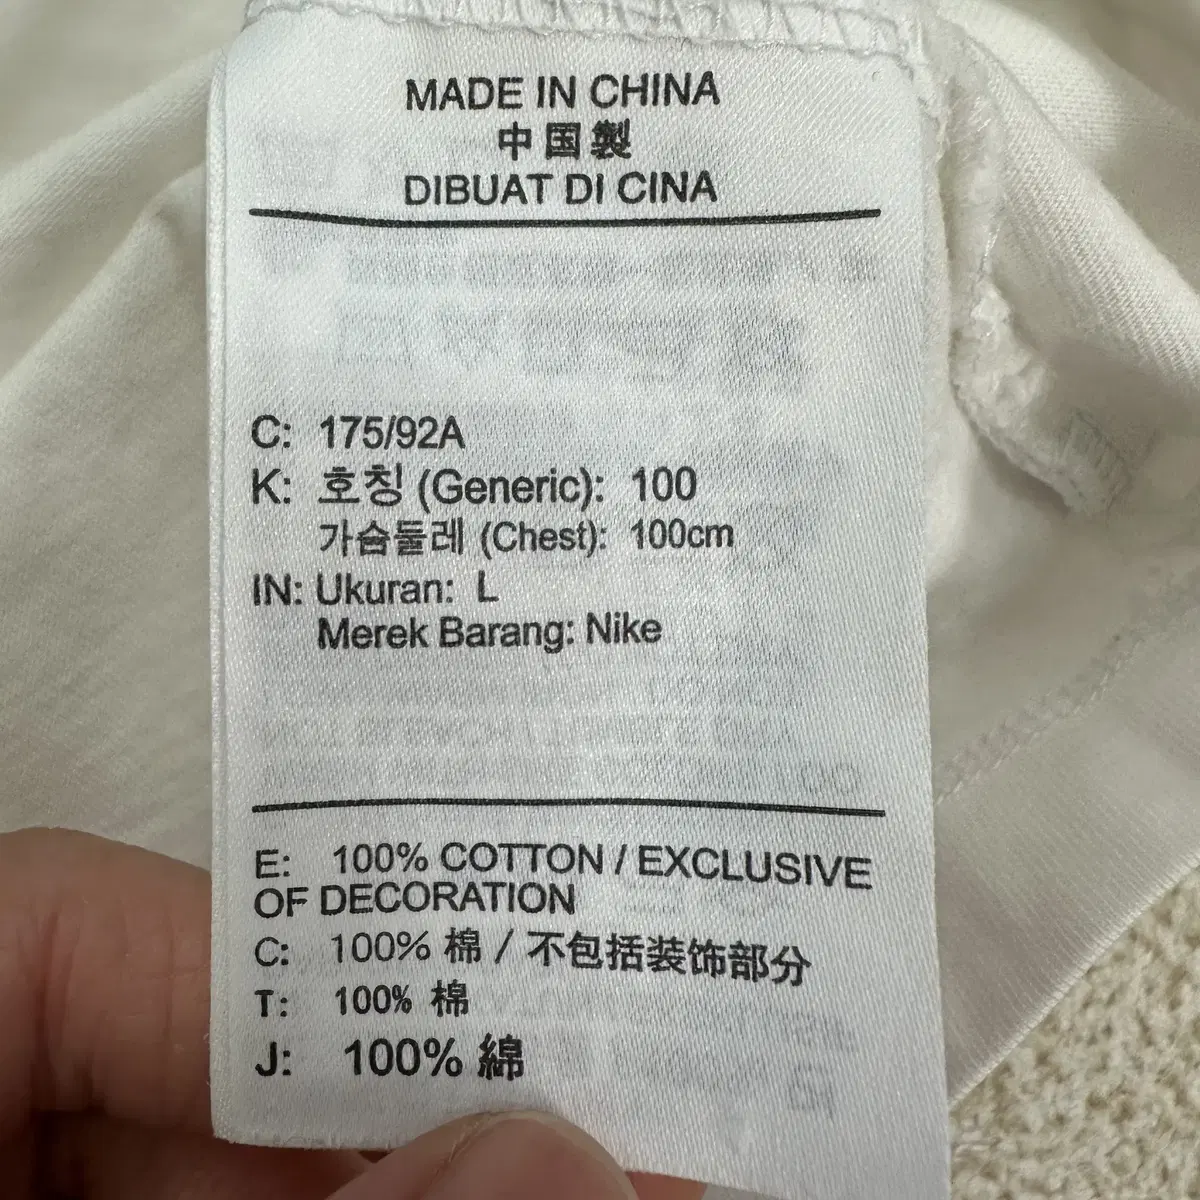 MADE IN CHINA
中国製
DIBUAT DI CINA
C: 175/92A
K: 호칭 (Generic): 100
가슴둘레 (Chest): 100cm
IN: Ukuran: L
Merek Barang: Nike
E: 100% COTTON / EXCLUSIVE
OF DECORATION
C: 100% 棉 / 不包括装饰部分
T: 100% 棉
J: 100% 綿